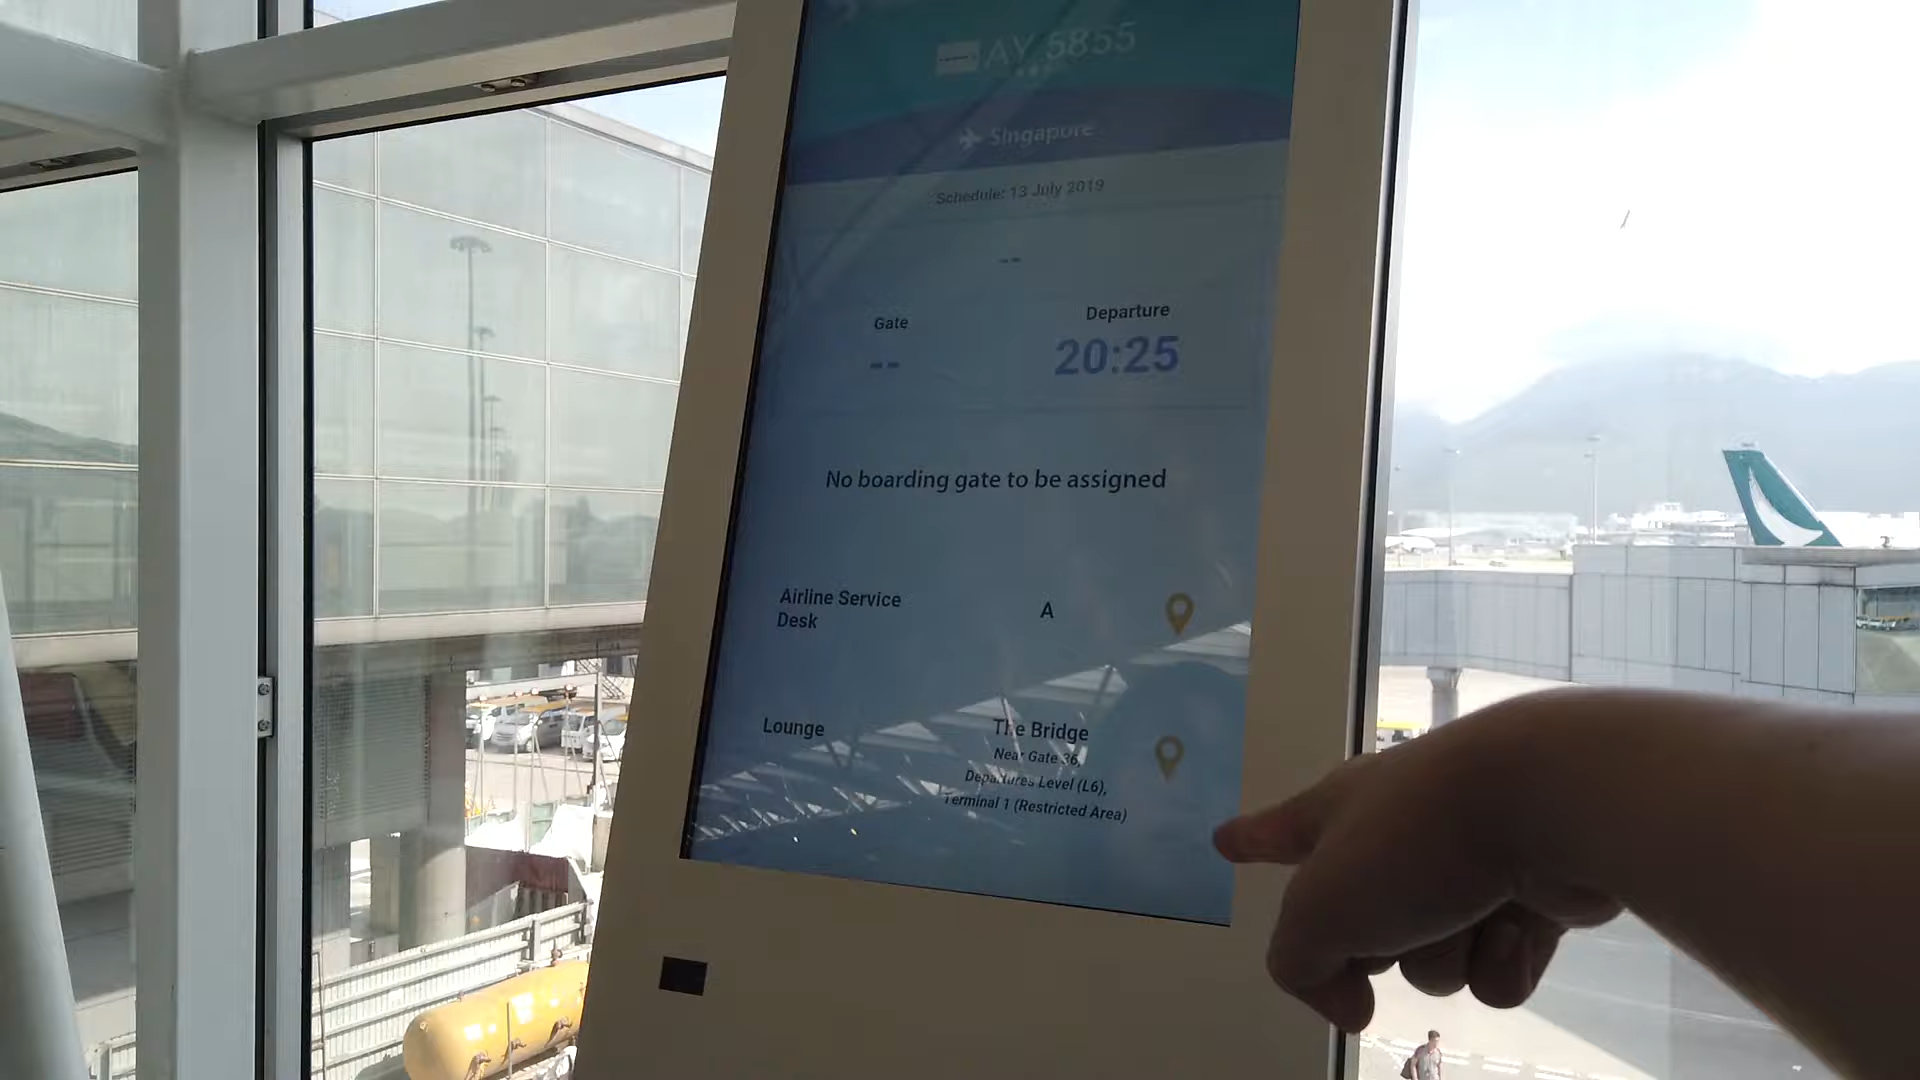 AY 5855
Singapore
Schedule: 13 July 2019
--
Gate
Departure
--
20:25
No boarding gate to be assigned
Airline Service
Desk
A
Lounge
The Bridge
Near Gate 36,
Departures Level (L6),
Terminal 1 (Restricted Area)